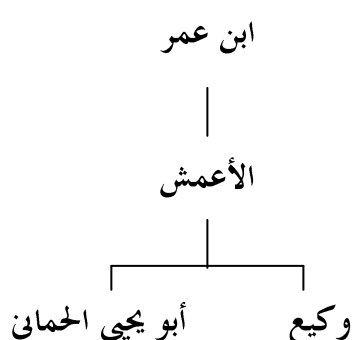 ابن عمر
الأعمش
وكيع أبو يحيى الحمانى